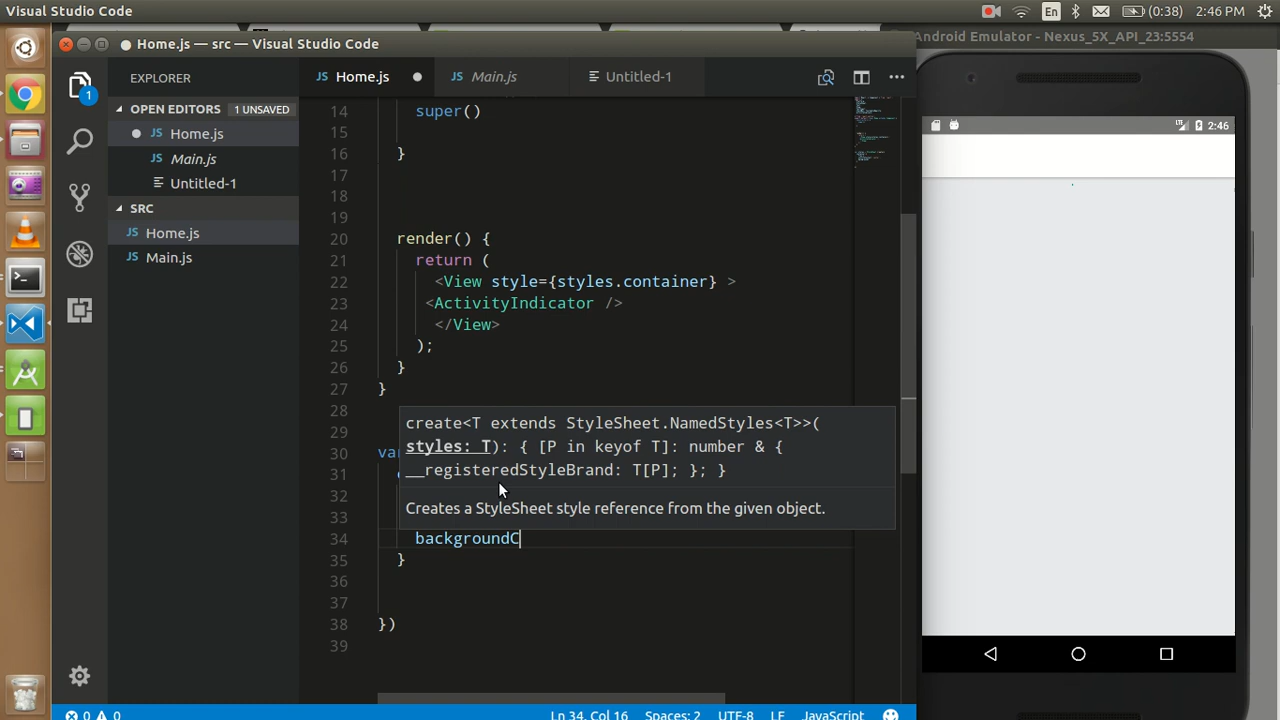 Visual Studio Code
En
(0:38)
2:46 PM
Home.js — src — Visual Studio Code
Android Emulator - Nexus_5X_API_23:5554
EXPLORER
JS Home.js
JS Main.js
Untitled-1
OPEN EDITORS 1 UNSAVED
JS Home.js
JS Main.js
Untitled-1
SRC
JS Home.js
JS Main.js
1
14 super()
15
16 }
17
18
19
20 render() {
21 return (
22 <View style={styles.container} >
23 <ActivityIndicator />
24 </View>
25 );
26 }
27 }
28
29
30 va
31
32
33
34 backgroundC
35 }
36
37
38 })
39
create<T extends StyleSheet.NamedStyles<T>>(
styles: T): { [P in keyof T]: number & {
__registeredStyleBrand: T[P]; }; }
Creates a StyleSheet style reference from the given object.
LTE
2:46
0 0
Ln 34, Col 16
Spaces: 2
UTF-8
LF
JavaScript